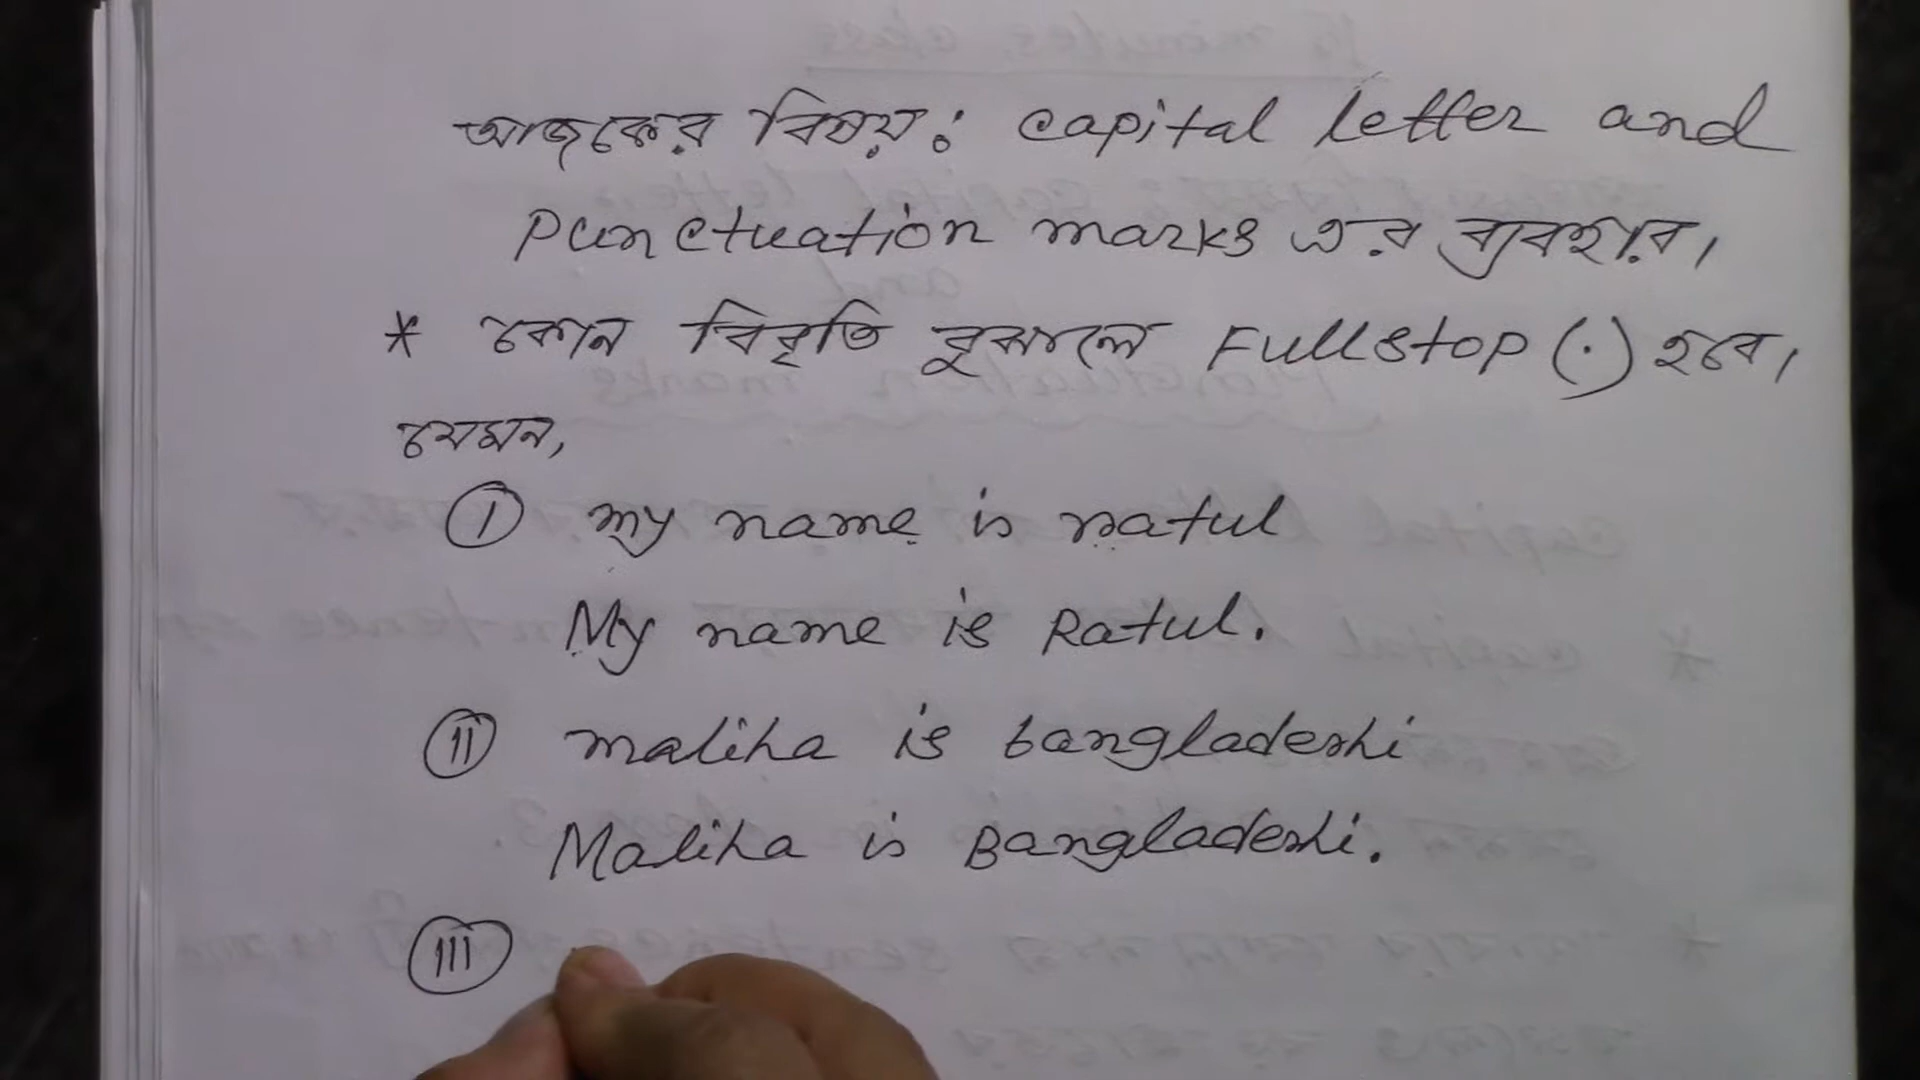 আজকের বিষয়: capital letter and
punctuation marks এর ব্যবহার।
* কোন বিবৃতি বুঝালে Fullstop (.) হবে।
যেমন,
(i) my name is ratul
My name is Ratul.
(ii) maliha is bangladeshi
Maliha is Bangladeshi.
(iii)